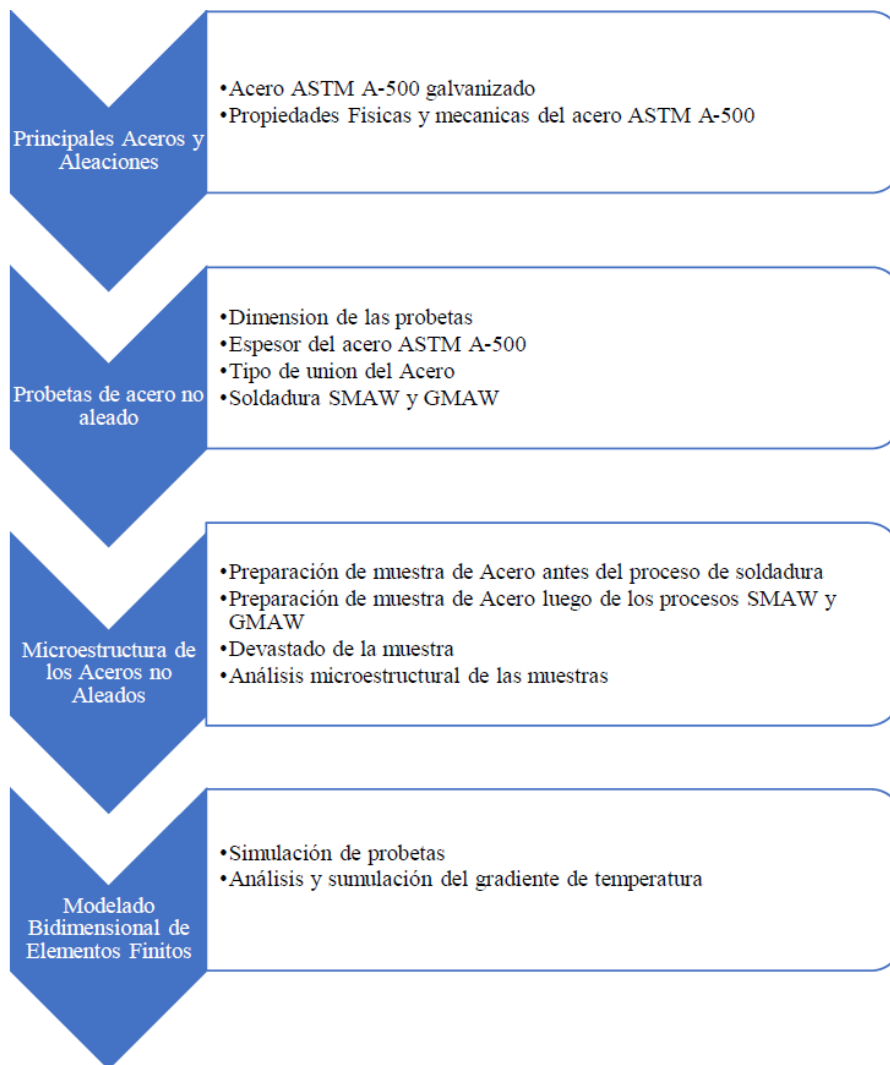 Principales Aceros y
Aleaciones
•Acero ASTM A-500 galvanizado
•Propiedades Fisicas y mecanicas del acero ASTM A-500
Probetas de acero no
aleado
•Dimension de las probetas
•Espesor del acero ASTM A-500
•Tipo de union del Acero
•Soldadura SMAW y GMAW
Microestructura de
los Aceros no
Aleados
•Preparación de muestra de Acero antes del proceso de soldadura
•Preparación de muestra de Acero luego de los procesos SMAW y
GMAW
•Devastado de la muestra
•Análisis microestructural de las muestras
Modelado
Bidimensional de
Elementos Finitos
•Simulación de probetas
•Análisis y sumulación del gradiente de temperatura